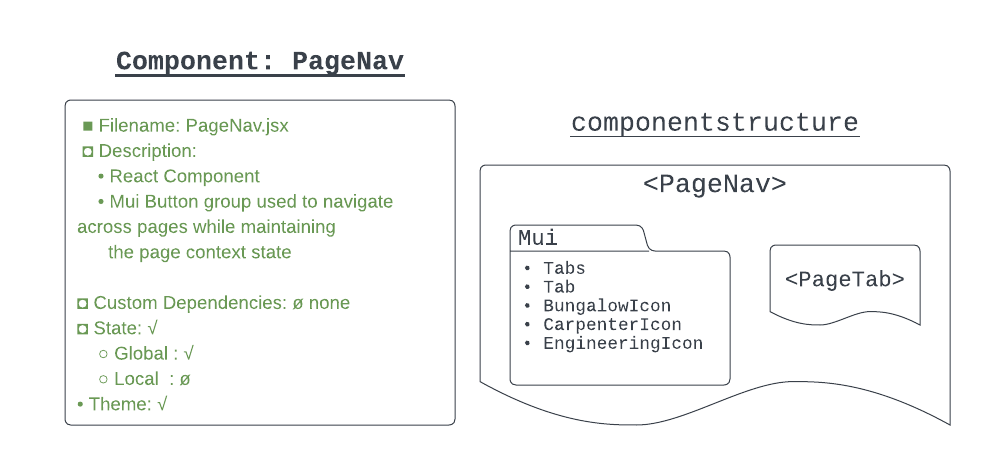 Component: PageNav
■ Filename: PageNav.jsx
◘ Description:
• React Component
• Mui Button group used to navigate
across pages while maintaining
the page context state
◘ Custom Dependencies: ø none
◘ State: √
○ Global : √
○ Local : ø
• Theme: √
componentstructure
<PageNav>
Mui
• Tabs
• Tab
• BungalowIcon
• CarpenterIcon
• EngineeringIcon
<PageTab>